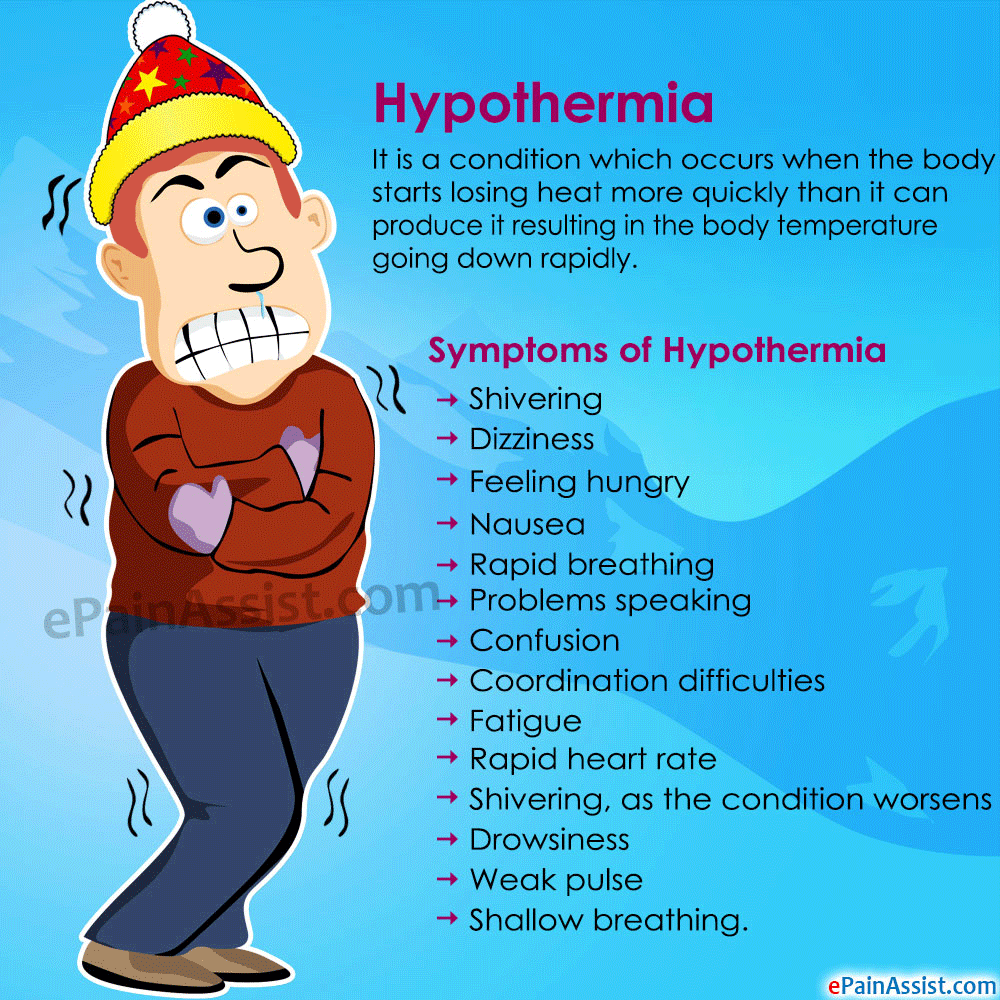 Hypothermia
It is a condition which occurs when the body
starts losing heat more quickly than it can
produce it resulting in the body temperature
going down rapidly.
Symptoms of Hypothermia
→ Shivering
→ Dizziness
→ Feeling hungry
→ Nausea
→ Rapid breathing
→ Problems speaking
→ Confusion
→ Coordination difficulties
→ Fatigue
→ Rapid heart rate
→ Shivering, as the condition worsens
→ Drowsiness
→ Weak pulse
→ Shallow breathing.
ePainAssist.com
ePainAssist.com